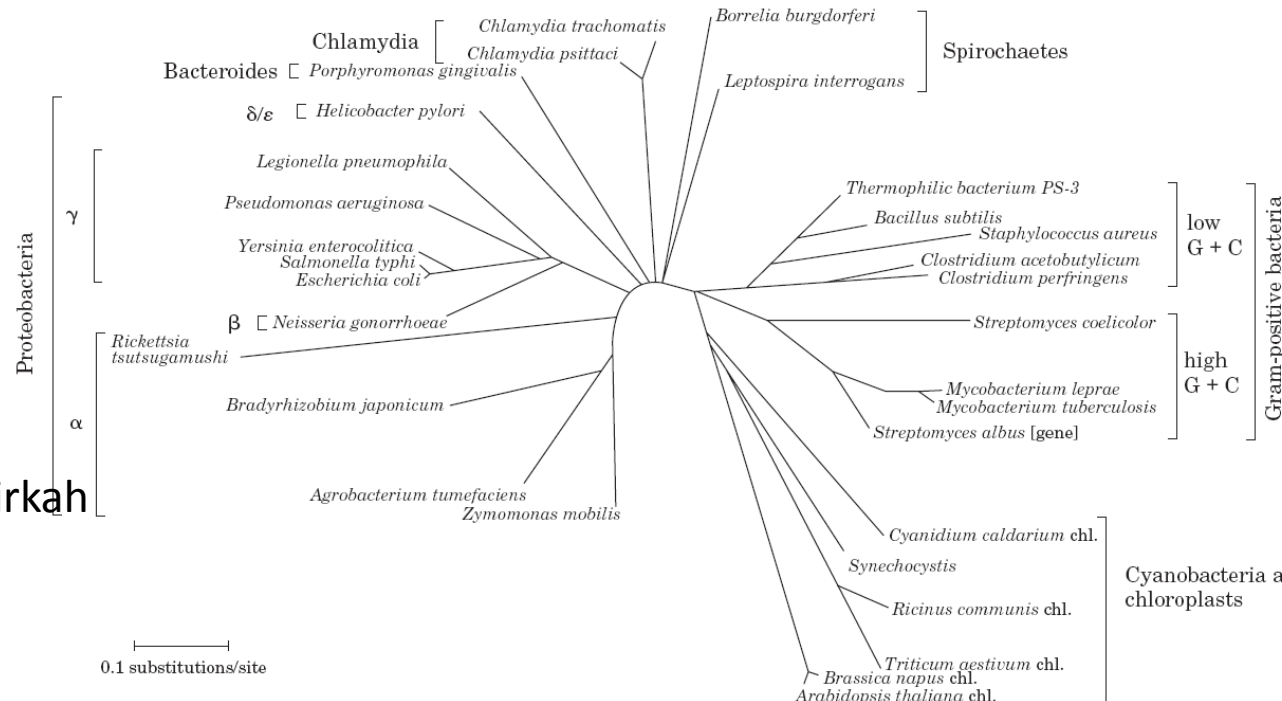 Chlamydia
Chlamydia trachomatis
Chlamydia psittaci
Bacteroides
Porphyromonas gingivalis
δ/ε
Helicobacter pylori
Borrelia burgdorferi
Leptospira interrogans
Spirochaetes
Proteobacteria
γ
Legionella pneumophila
Pseudomonas aeruginosa
Yersinia enterocolitica
Salmonella typhi
Escherichia coli
β
Neisseria gonorrhoeae
α
Rickettsia
tsutsugamushi
Bradyrhizobium japonicum
Agrobacterium tumefaciens
Zymomonas mobilis
irkah
Thermophilic bacterium PS-3
Bacillus subtilis
Staphylococcus aureus
Clostridium acetobutylicum
Clostridium perfringens
low
G + C
Streptomyces coelicolor
Mycobacterium leprae
Mycobacterium tuberculosis
Streptomyces albus [gene]
high
G + C
Gram-positive bacteria
Cyanidium caldarium chl.
Synechocystis
Ricinus communis chl.
Triticum aestivum chl.
Brassica napus chl.
Arabidopsis thaliana chl.
Cyanobacteria a
chloroplasts
0.1 substitutions/site